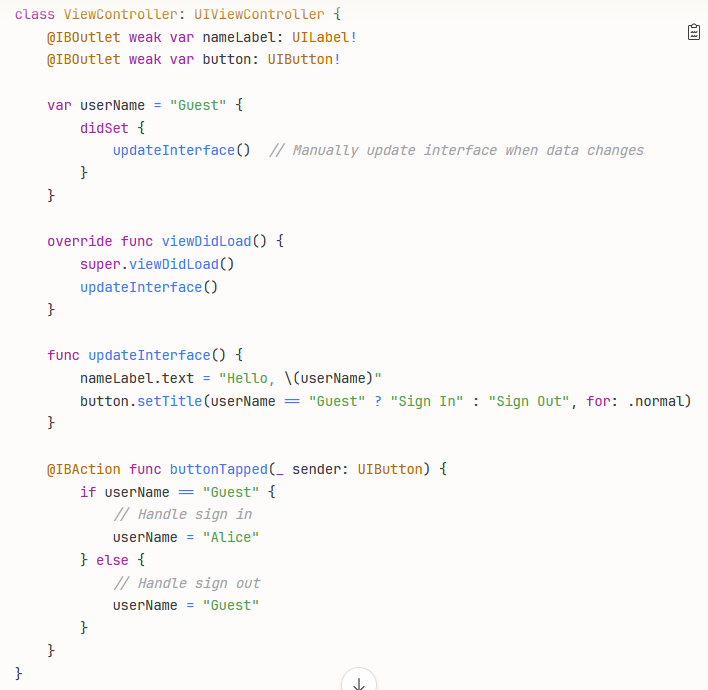 class ViewController: UIViewController {
    @IBOutlet weak var nameLabel: UILabel!
    @IBOutlet weak var button: UIButton!

    var userName = "Guest" {
        didSet {
            updateInterface()  // Manually update interface when data changes
        }
    }

    override func viewDidLoad() {
        super.viewDidLoad()
        updateInterface()
    }

    func updateInterface() {
        nameLabel.text = "Hello, \(userName)"
        button.setTitle(userName == "Guest" ? "Sign In" : "Sign Out", for: .normal)
    }

    @IBAction func buttonTapped(_ sender: UIButton) {
        if userName == "Guest" {
            // Handle sign in
            userName = "Alice"
        } else {
            // Handle sign out
            userName = "Guest"
        }
    }
}